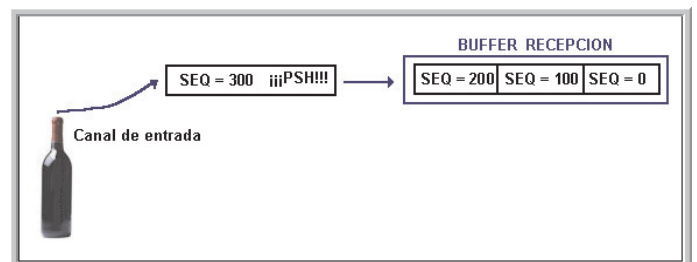 BUFFER RECEPCION
SEQ = 300 ¡¡¡PSH!!!
SEQ = 200 SEQ = 100 SEQ = 0
Canal de entrada